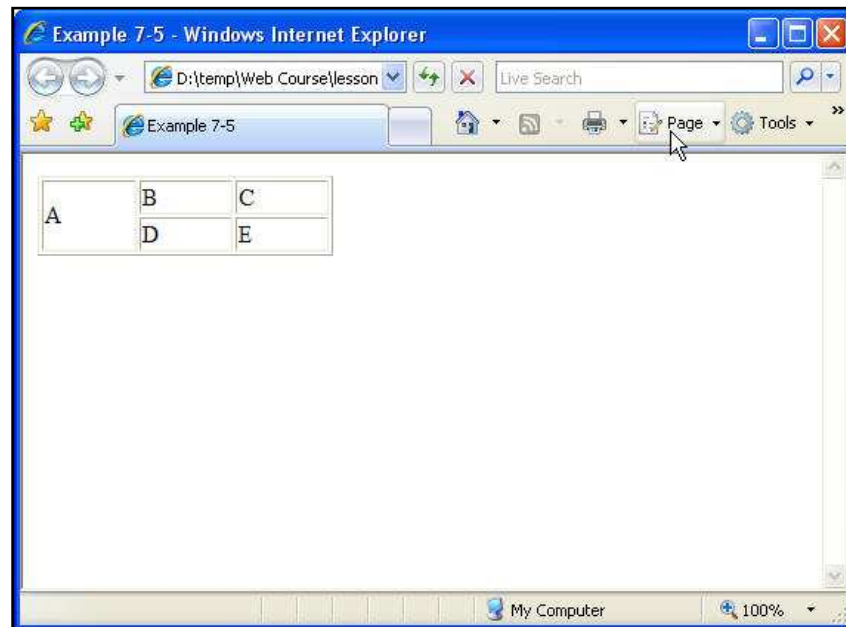 Example 7-5 - Windows Internet Explorer
D:\temp\Web Course\lesson
Live Search
Example 7-5
Page
Tools
»
A
B
C
D
E
My Computer
100%